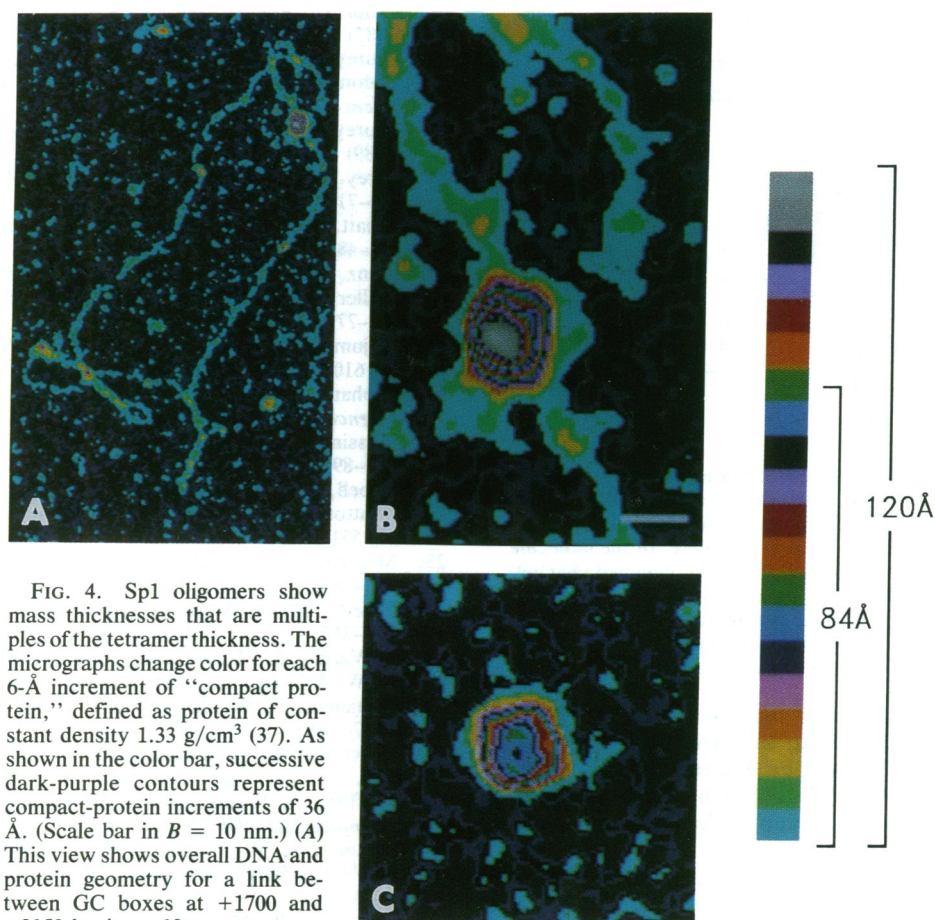 A
B
120Å
84Å
FIG. 4. Sp1 oligomers show
mass thicknesses that are multi-
ples of the tetramer thickness. The
micrographs change color for each
6-Å increment of "compact pro-
tein," defined as protein of con-
stant density 1.33 g/cm³ (37). As
shown in the color bar, successive
dark-purple contours represent
compact-protein increments of 36
Å. (Scale bar in B = 10 nm.) (A)
This view shows overall DNA and
protein geometry for a link be-
tween GC boxes at +1700 and
C